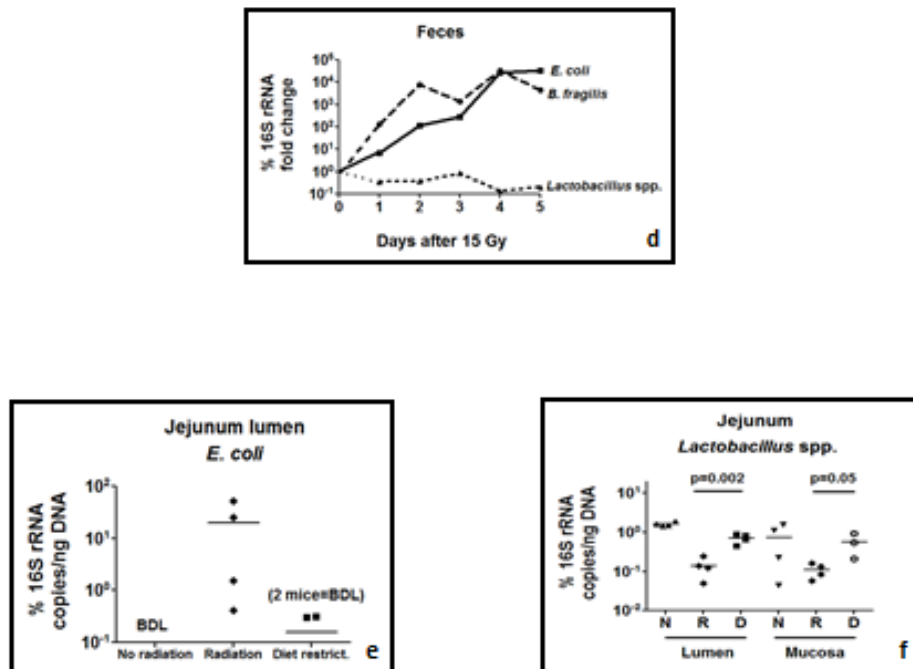 Feces
% 16S rRNA
fold change
10⁵
10⁴
10³
10²
10¹
10⁰
10⁻¹
E. coli
B. fragilis
Lactobacillus spp.
0 1 2 3 4 5
Days after 15 Gy
d
Jejunum lumen
E. coli
% 16S rRNA
copies/ng DNA
10²
10¹
10⁰
10⁻¹
BDL
(2 mice=BDL)
No radiation Radiation Diet restrict.
e
Jejunum
Lactobacillus spp.
p=0.002 p=0.05
% 16S rRNA
copies/ng DNA
10¹
10⁰
10⁻¹
10⁻²
N R D N R D
Lumen Mucosa
f